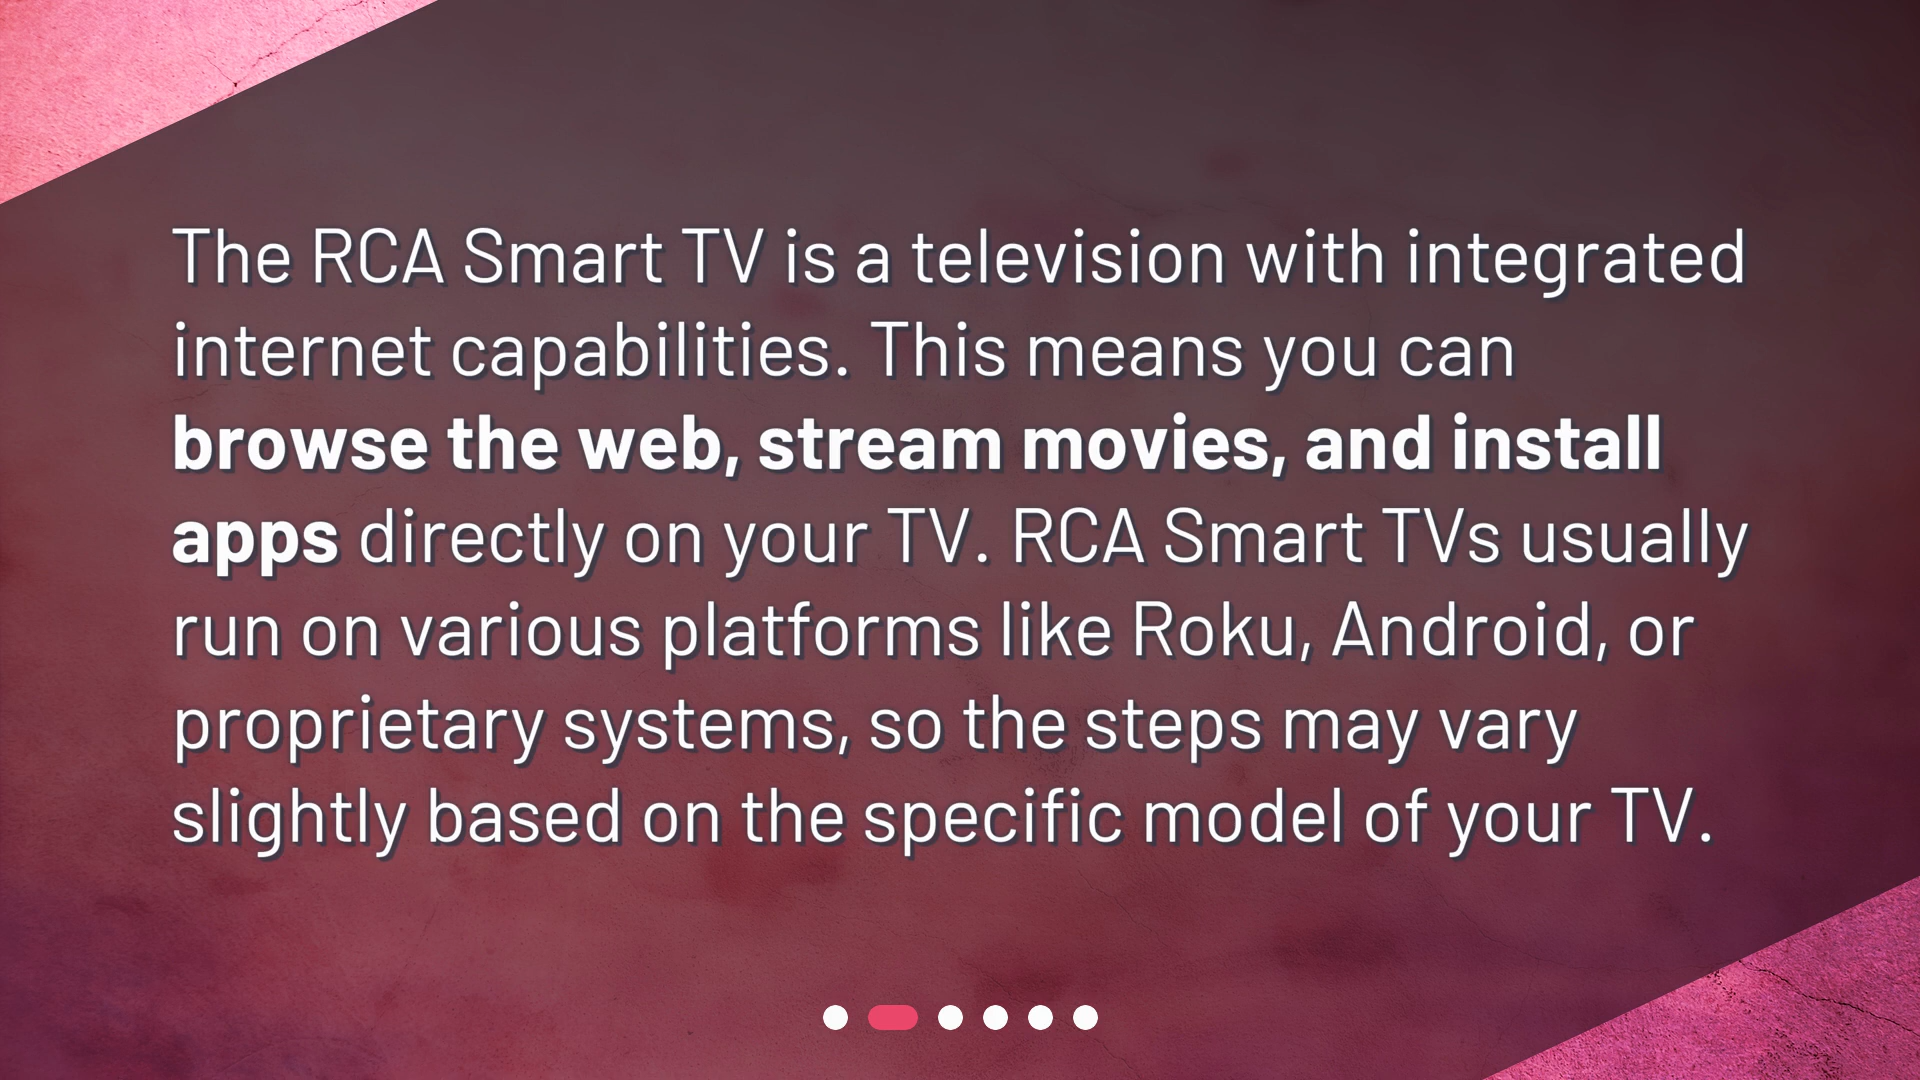 The RCA Smart TV is a television with integrated
internet capabilities. This means you can
browse the web, stream movies, and install
apps directly on your TV. RCA Smart TVs usually
run on various platforms like Roku, Android, or
proprietary systems, so the steps may vary
slightly based on the specific model of your TV.